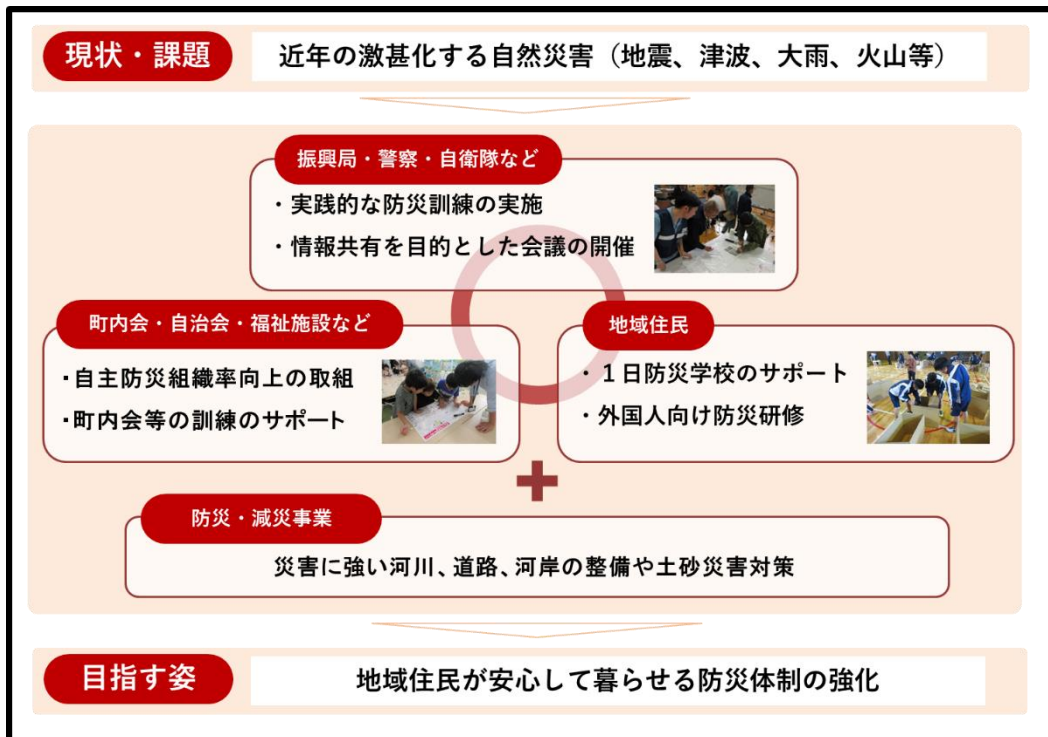 現状・課題
近年の激甚化する自然災害（地震、津波、大雨、火山等）
振興局・警察・自衛隊など
・実践的な防災訓練の実施
・情報共有を目的とした会議の開催
町内会・自治会・福祉施設など
・自主防災組織率向上の取組
・町内会等の訓練のサポート
地域住民
・１日防災学校のサポート
・外国人向け防災研修
防災・減災事業
災害に強い河川、道路、河岸の整備や土砂災害対策
目指す姿
地域住民が安心して暮らせる防災体制の強化